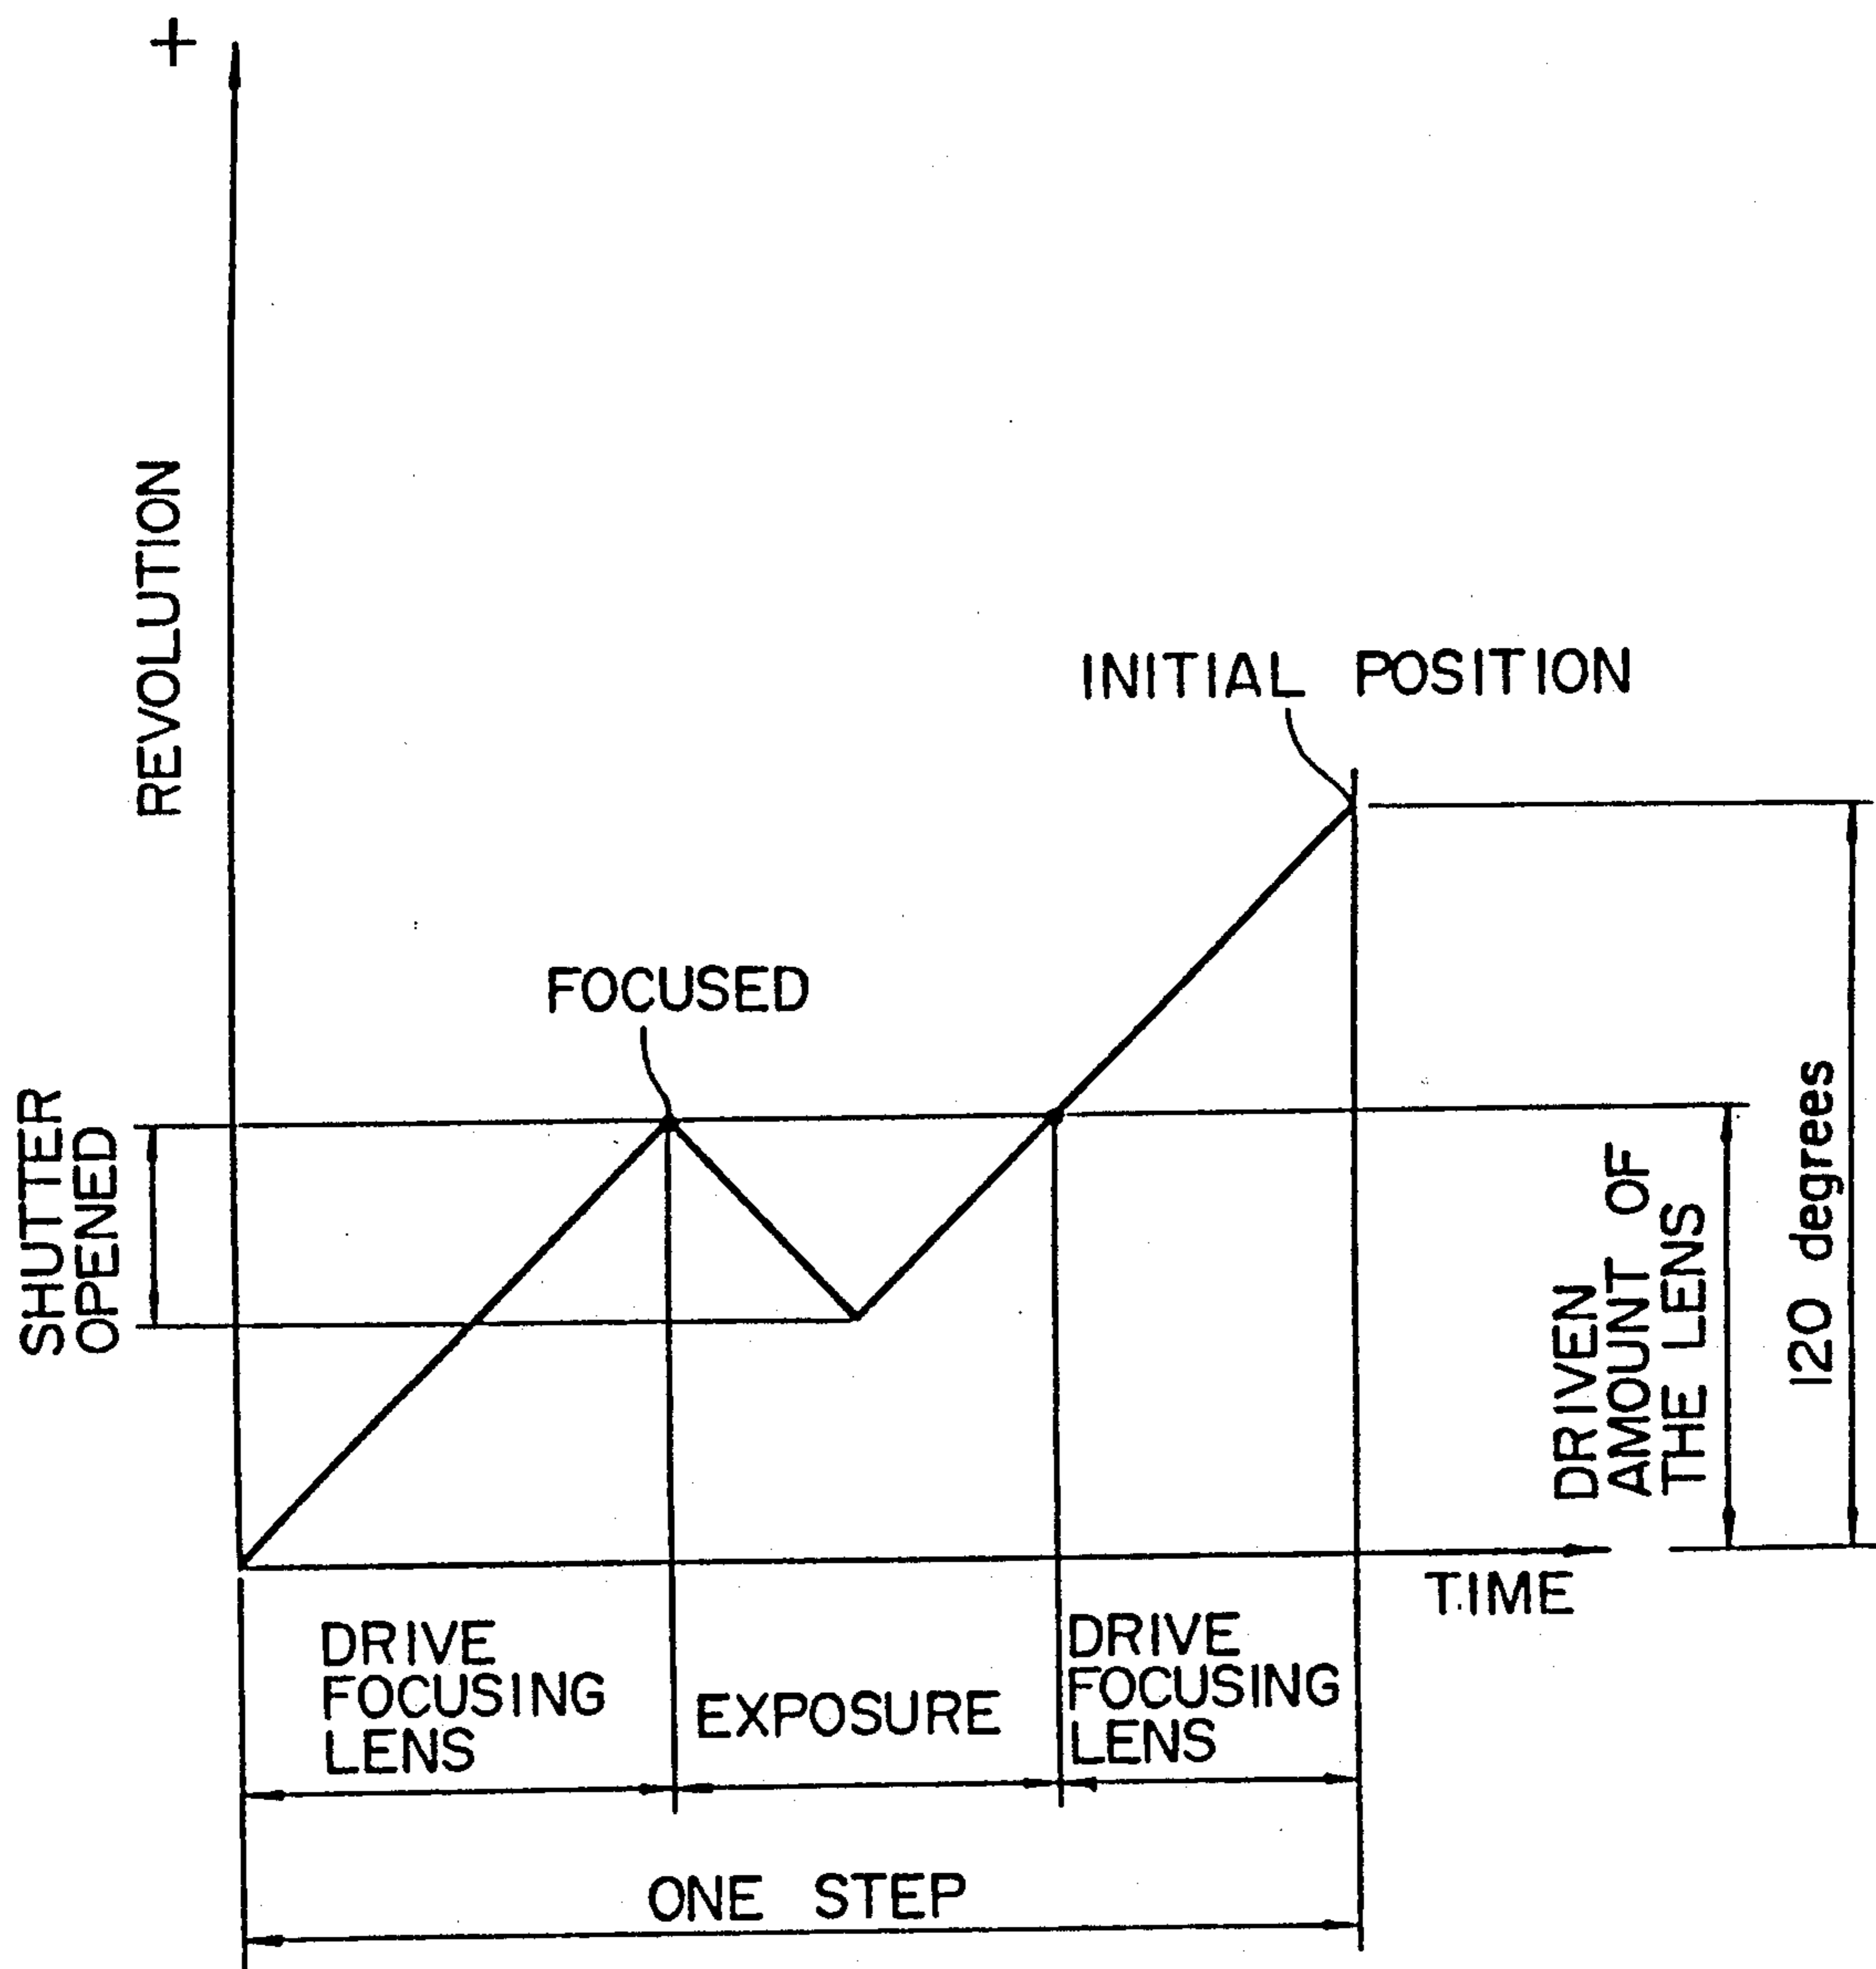 +
REVOLUTION
INITIAL POSITION
FOCUSED
SHUTTER
OPENED
DRIVEN
AMOUNT OF
THE LENS
120 degrees
TIME
DRIVE
FOCUSING
LENS
EXPOSURE
DRIVE
FOCUSING
LENS
ONE STEP